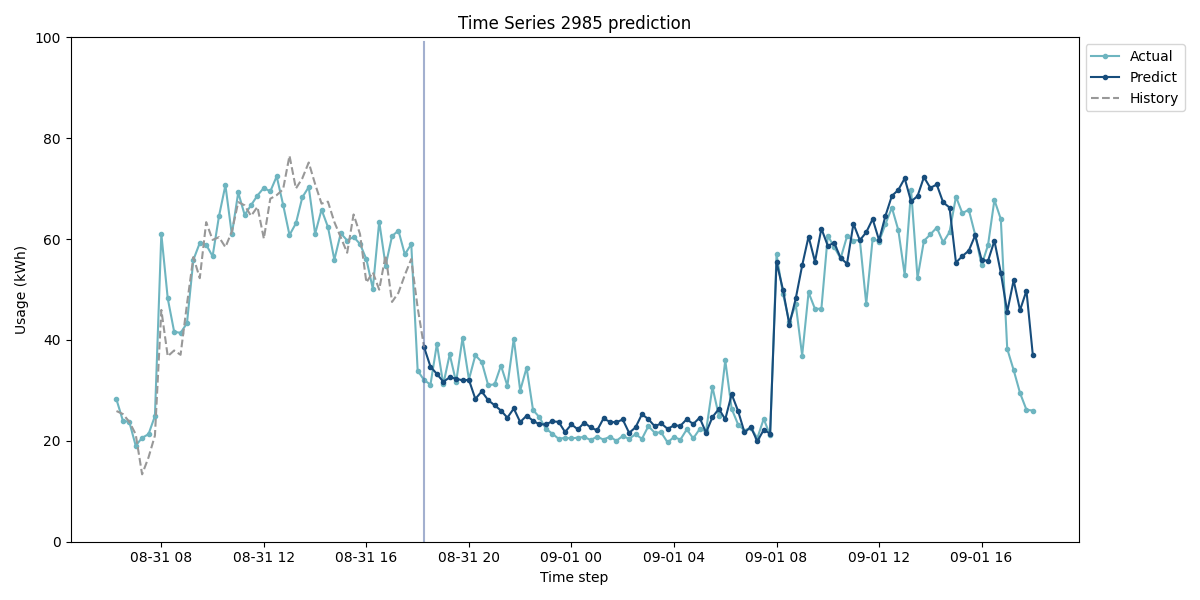 Time Series 2985 prediction
Usage (kWh)
100
80
60
40
20
0
08-31 08
08-31 12
08-31 16
08-31 20
09-01 00
09-01 04
09-01 08
09-01 12
09-01 16
Time step
Actual
Predict
History